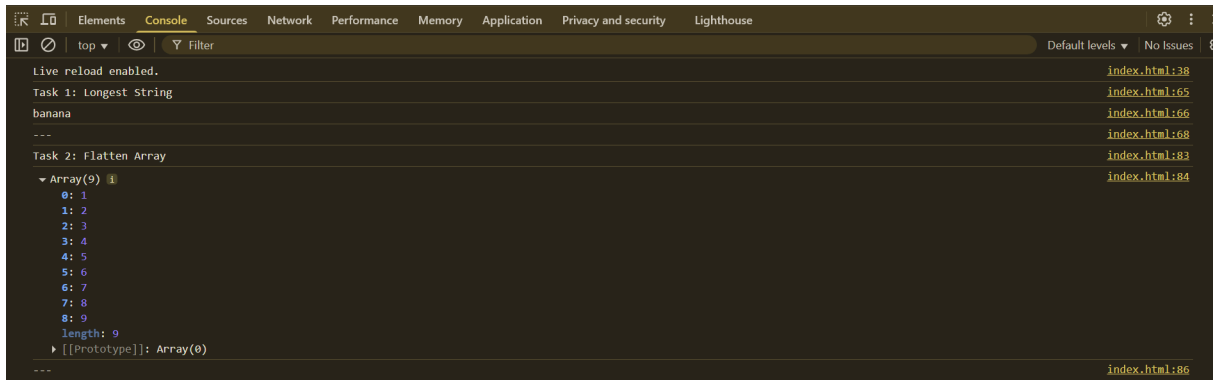 Elements Console Sources Network Performance Memory Application Privacy and security Lighthouse
top ▼ Filter Default levels ▼ No Issues
Live reload enabled. index.html:38
Task 1: Longest String index.html:65
banana index.html:66
--- index.html:68
Task 2: Flatten Array index.html:83
▼ Array(9) i index.html:84
0: 1
1: 2
2: 3
3: 4
4: 5
5: 6
6: 7
7: 8
8: 9
length: 9
▶ [[Prototype]]: Array(0)
--- index.html:86